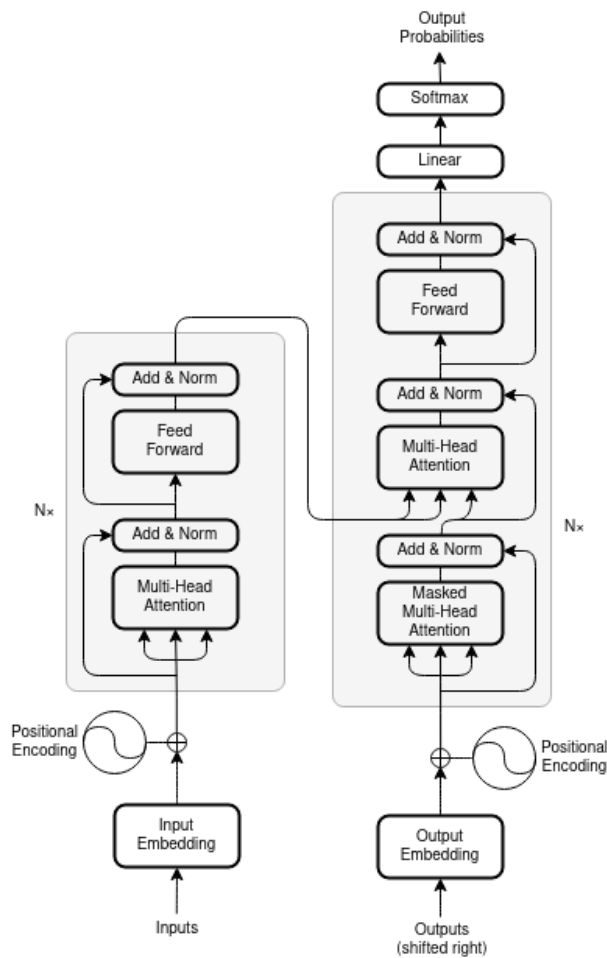 Output
Probabilities
Softmax
Linear
Add & Norm
Feed
Forward
Add & Norm
Multi-Head
Attention
Add & Norm
Masked
Multi-Head
Attention
N×
Positional
Encoding
Output
Embedding
Outputs
(shifted right)
Add & Norm
Feed
Forward
Add & Norm
Multi-Head
Attention
N×
Positional
Encoding
Input
Embedding
Inputs